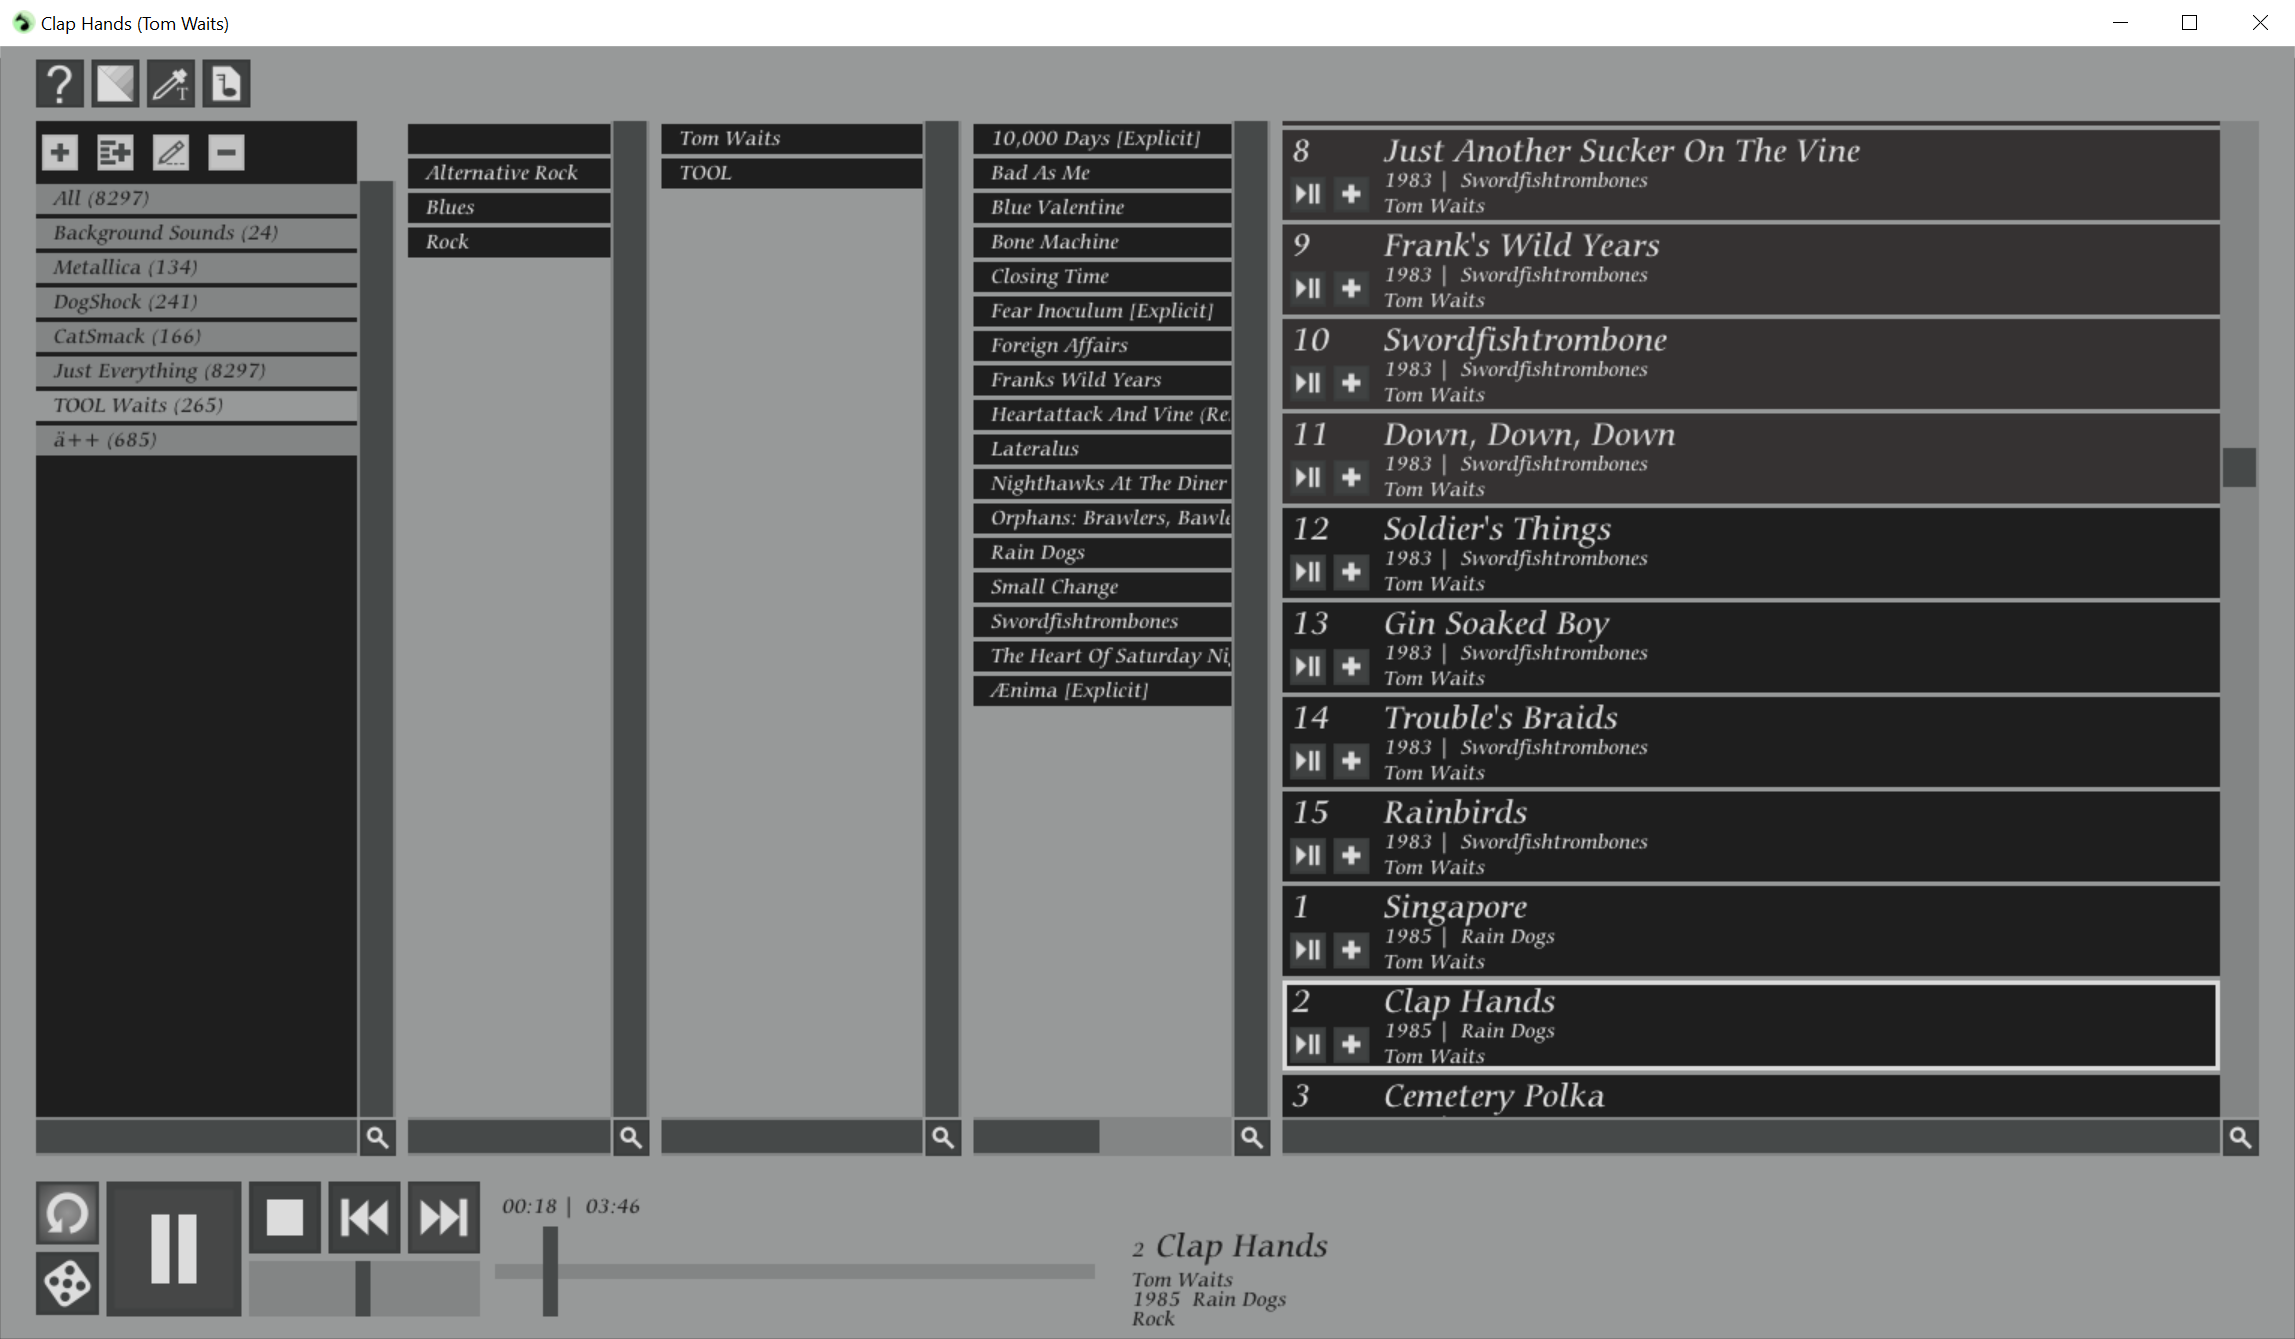 Clap Hands (Tom Waits)
All (8297)
Background Sounds (24)
Metallica (134)
DogShock (241)
CatSmack (166)
Just Everything (8297)
TOOL Waits (265)
ä++ (685)
Alternative Rock
Blues
Rock
Tom Waits
TOOL
10,000 Days [Explicit]
Bad As Me
Blue Valentine
Bone Machine
Closing Time
Fear Inoculum [Explicit]
Foreign Affairs
Franks Wild Years
Heartattack And Vine (Re
Lateralus
Nighthawks At The Diner
Orphans: Brawlers, Bawle
Rain Dogs
Small Change
Swordfishtrombones
The Heart Of Saturday Ni
Ænima [Explicit]
8 Just Another Sucker On The Vine
1983 | Swordfishtrombones
Tom Waits
9 Frank's Wild Years
1983 | Swordfishtrombones
Tom Waits
10 Swordfishtrombone
1983 | Swordfishtrombones
Tom Waits
11 Down, Down, Down
1983 | Swordfishtrombones
Tom Waits
12 Soldier's Things
1983 | Swordfishtrombones
Tom Waits
13 Gin Soaked Boy
1983 | Swordfishtrombones
Tom Waits
14 Trouble's Braids
1983 | Swordfishtrombones
Tom Waits
15 Rainbirds
1983 | Swordfishtrombones
Tom Waits
1 Singapore
1985 | Rain Dogs
Tom Waits
2 Clap Hands
1985 | Rain Dogs
Tom Waits
3 Cemetery Polka
00:18 | 03:46
2 Clap Hands
Tom Waits
1985 Rain Dogs
Rock